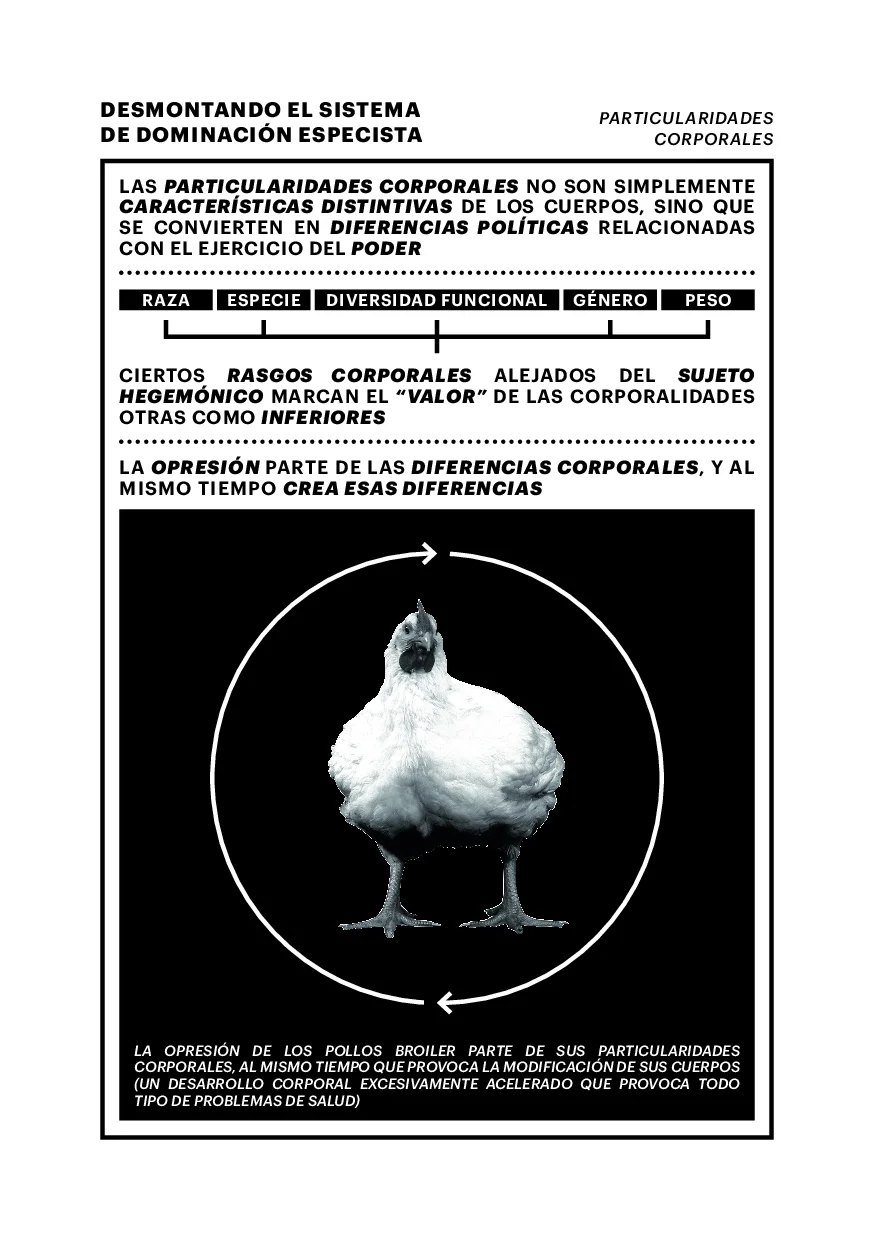 DESMONTANDO EL SISTEMA
DE DOMINACIÓN ESPECISTA
PARTICULARIDADES
CORPORALES
LAS PARTICULARIDADES CORPORALES NO SON SIMPLEMENTE
CARACTERÍSTICAS DISTINTIVAS DE LOS CUERPOS, SINO QUE
SE CONVIERTEN EN DIFERENCIAS POLÍTICAS RELACIONADAS
CON EL EJERCICIO DEL PODER
RAZA ESPECIE DIVERSIDAD FUNCIONAL GÉNERO PESO
CIERTOS RASGOS CORPORALES ALEJADOS DEL SUJETO
HEGEMÓNICO MARCAN EL “VALOR” DE LAS CORPORALIDADES
OTRAS COMO INFERIORES
LA OPRESIÓN PARTE DE LAS DIFERENCIAS CORPORALES, Y AL
MISMO TIEMPO CREA ESAS DIFERENCIAS
LA OPRESIÓN DE LOS POLLOS BROILER PARTE DE SUS PARTICULARIDADES
CORPORALES, AL MISMO TIEMPO QUE PROVOCA LA MODIFICACIÓN DE SUS CUERPOS
(UN DESARROLLO CORPORAL EXCESIVAMENTE ACELERADO QUE PROVOCA TODO
TIPO DE PROBLEMAS DE SALUD)